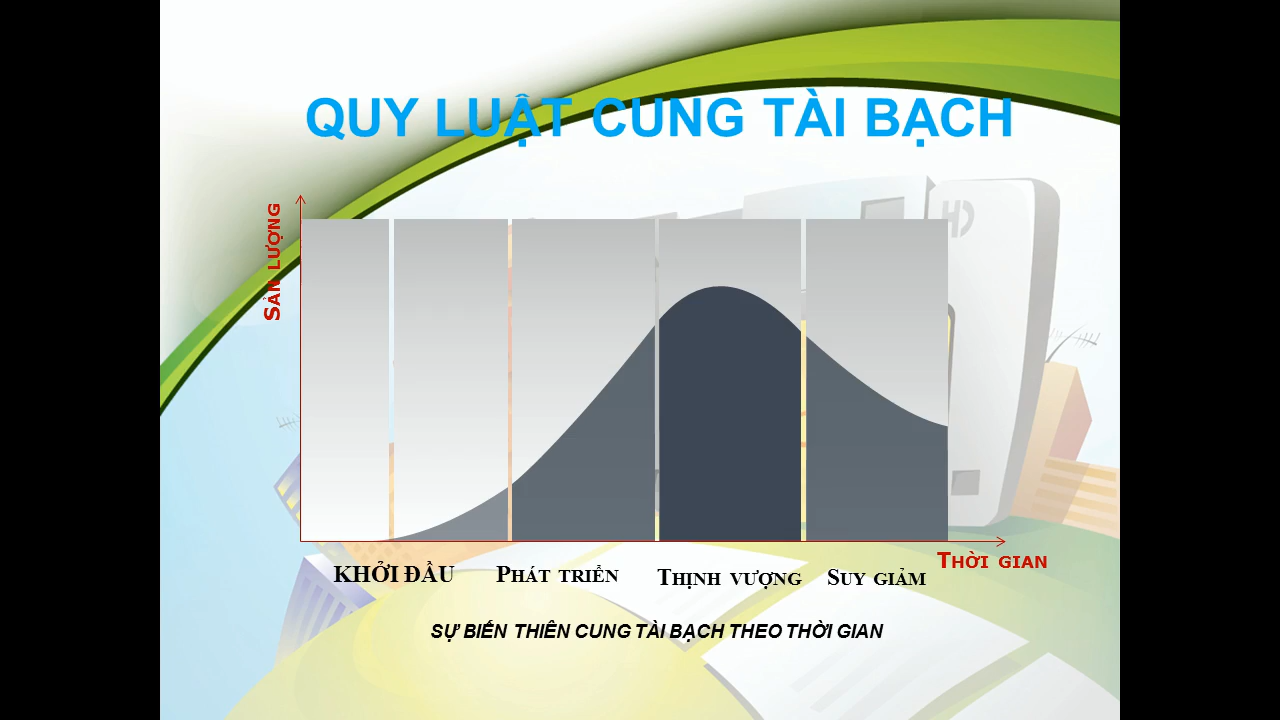 QUY LUẬT CUNG TÀI BẠCH
SẢN LƯỢNG
THỜI GIAN
KHỞI ĐẦU
PHÁT TRIỂN
THỊNH VƯỢNG
SUY GIẢM
SỰ BIẾN THIÊN CUNG TÀI BẠCH THEO THỜI GIAN